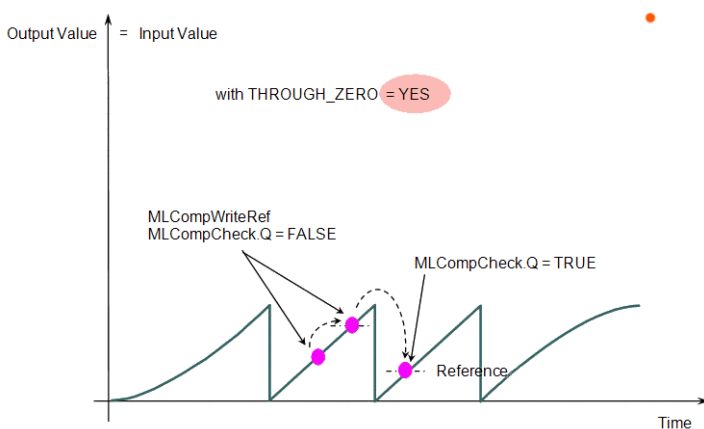 Output Value = Input Value
with THROUGH_ZERO = YES
MLCompWriteRef
MLCompCheck.Q = FALSE
MLCompCheck.Q = TRUE
Reference
Time